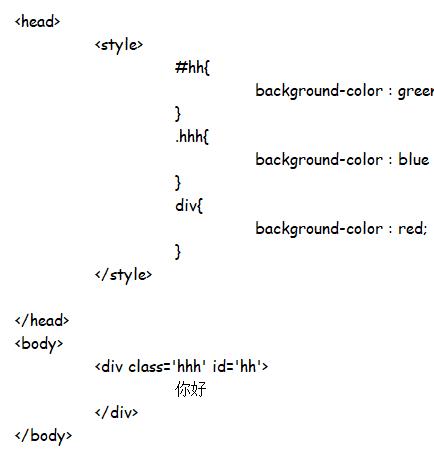 <head>
<style>
#hh{
background-color : green
}
.hhh{
background-color : blue
}
div{
background-color : red;
}
</style>
</head>
<body>
<div class='hhh' id='hh'>
你好
</div>
</body>